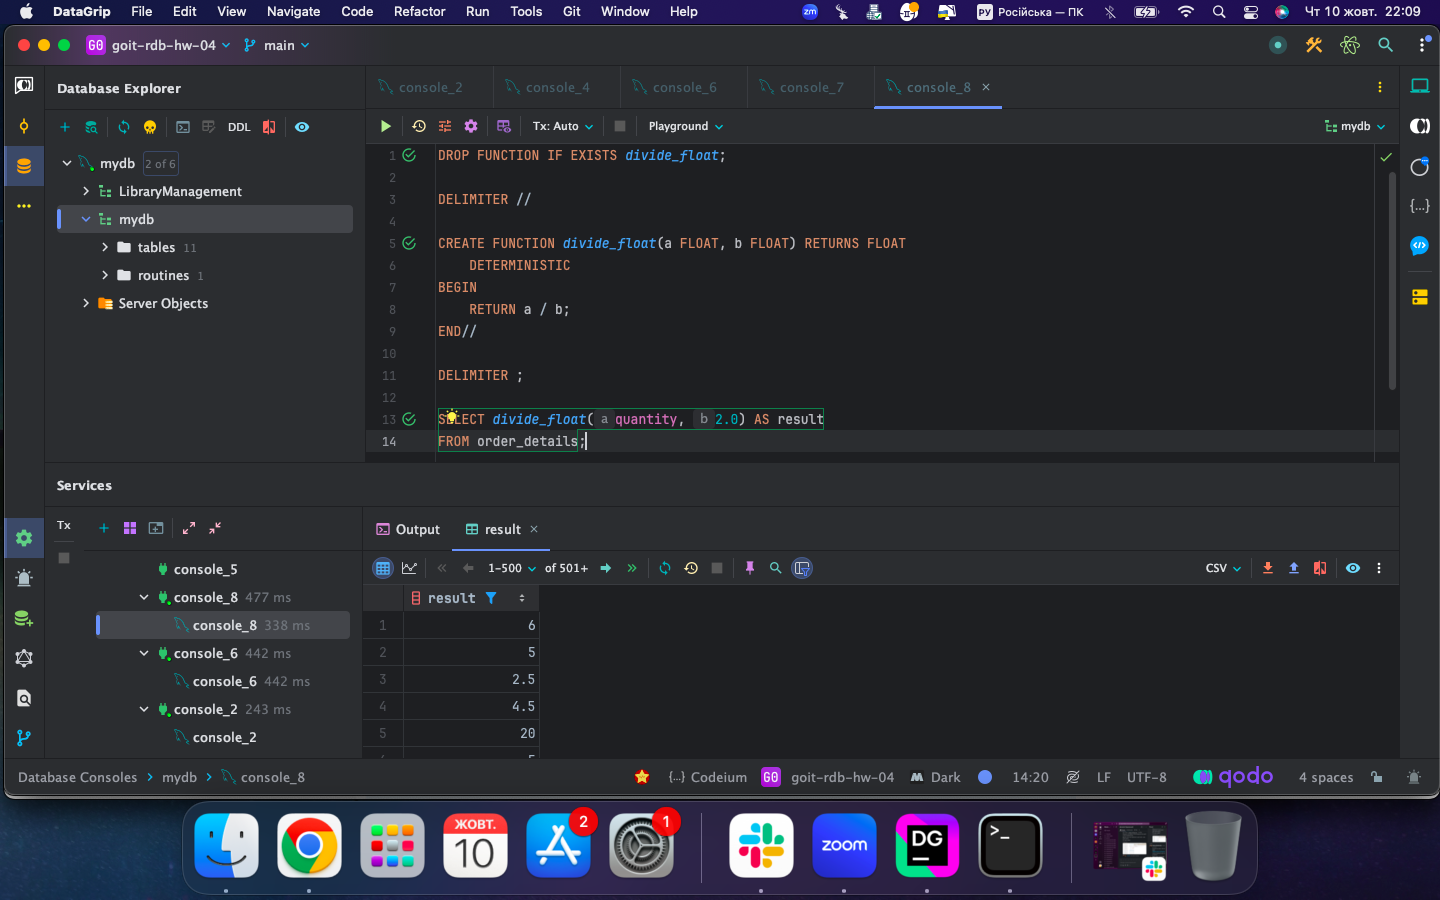 DataGrip File Edit View Navigate Code Refactor Run Tools Git Window Help zm РУ Російська — ПК Чт 10 жовт. 22:09
GO goit-rdb-hw-04 main
Database Explorer
console_2 console_4 console_6 console_7 console_8
DDL
Tx: Auto Playground mydb
mydb 2 of 6
LibraryManagement
mydb
tables 11
routines 1
Server Objects
1 DROP FUNCTION IF EXISTS divide_float;
2
3 DELIMITER //
4
5 CREATE FUNCTION divide_float(a FLOAT, b FLOAT) RETURNS FLOAT
6 DETERMINISTIC
7 BEGIN
8 RETURN a / b;
9 END//
10
11 DELIMITER ;
12
13 SELECT divide_float( a quantity, b 2.0) AS result
14 FROM order_details;
Services
Tx
Output result
1-500 of 501+ CSV
console_5
console_8 477 ms
console_8 338 ms
console_6 442 ms
console_6 442 ms
console_2 243 ms
console_2
result
1 6
2 5
3 2.5
4 4.5
5 20
Database Consoles mydb console_8 {...} Codeium GO goit-rdb-hw-04 Dark 14:20 LF UTF-8 qodo 4 spaces
ЖОВТ.
10
2
1
zoom
DG
>_